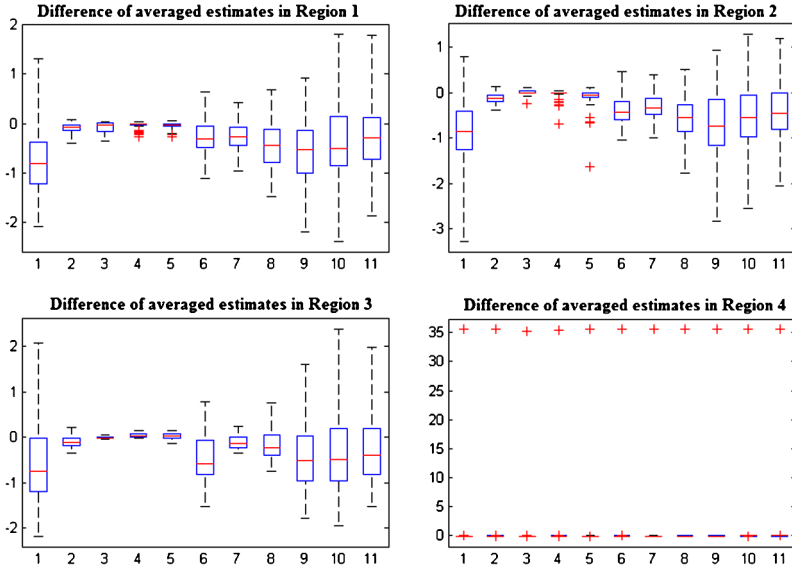 Difference of averaged estimates in Region 1
2
1
0
-1
-2
1 2 3 4 5 6 7 8 9 10 11
Difference of averaged estimates in Region 2
1
0
-1
-2
-3
1 2 3 4 5 6 7 8 9 10 11
Difference of averaged estimates in Region 3
2
1
0
-1
-2
1 2 3 4 5 6 7 8 9 10 11
Difference of averaged estimates in Region 4
35
30
25
20
15
10
5
0
1 2 3 4 5 6 7 8 9 10 11